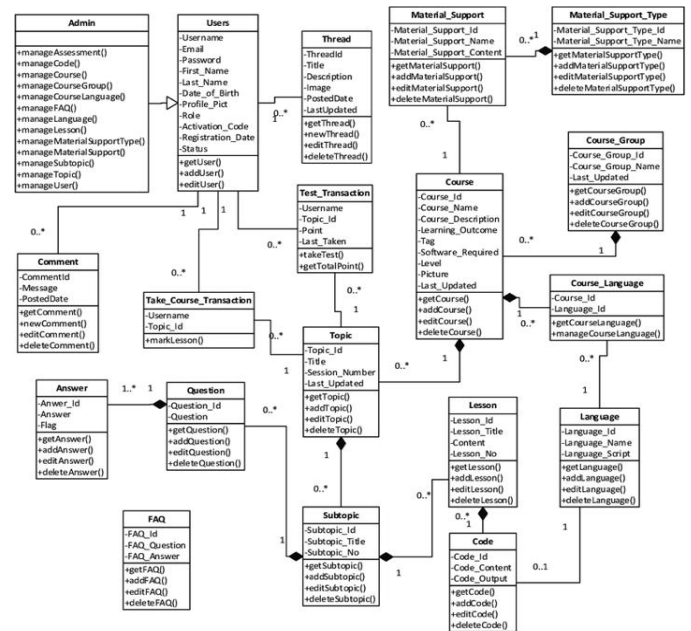 Admin
+manageAssessment()
+manageCode()
+manageCourse()
+manageCourseGroup()
+manageCourseLanguage()
+manageFAQ()
+manageLanguage()
+manageLesson()
+manageMaterialSupportType()
+manageMaterialSupport()
+manageSubtopic()
+manageTopic()
+manageUser()
Users
-Username
-Email
-Password
-First_Name
-Last_Name
-Date_of_Birth
-Profile_Pict
-Role
-Activation_Code
-Registration_Date
-Status
+getUser()
+addUser()
+editUser()
1
1
1
1
0..*
1
Thread
-ThreadId
-Title
-Description
-Image
-PostedDate
-LastUpdated
+getThread()
+newThread()
+editThread()
+deleteThread()
Material_Support
-Material_Support_Id
-Material_Support_Name
-Material_Support_Content
+getMaterialSupport()
+addMaterialSupport()
+editMaterialSupport()
+deleteMaterialSupport()
0..*
1
0..*
1
Material_Support_Type
-Material_Support_Type_Id
-Material_Support_Type_Name
+getMaterialSupportType()
+addMaterialSupportType()
+editMaterialSupportType()
+deleteMaterialSupportType()
Course_Group
-Course_Group_Id
-Course_Group_Name
-Last_Updated
+getCourseGroup()
+addCourseGroup()
+editCourseGroup()
+deleteCourseGroup()
0..*
1
Test_Transaction
-Username
-Topic_Id
-Point
-Last_Taken
+takeTest()
+getTotalPoint()
0..*
0..*
1
Course
-Course_Id
-Course_Name
-Course_Description
-Learning_Outcome
-Tag
-Software_Required
-Level
-Picture
-Last_Updated
+getCourse()
+addCourse()
+editCourse()
+deleteCourse()
1
0..*
1
0..*
Course_Language
-Course_Id
-Language_Id
+getCourseLanguage()
+manageCourseLanguage()
0..*
1
Comment
-CommentId
-Message
-PostedDate
+getComment()
+newComment()
+editComment()
+deleteComment()
0..*
0..*
Take_Course_Transaction
-Username
-Topic_Id
+markLesson()
0..*
1
Topic
-Topic_Id
-Title
-Session_Number
-Last_Updated
+getTopic()
+addTopic()
+editTopic()
+deleteTopic()
1
0..*
Answer
-Anwer_Id
-Answer
-Flag
+getAnswer()
+addAnswer()
+editAnswer()
+deleteAnswer()
1..*
1
Question
-Question_Id
-Question
+getQuestion()
+addQuestion()
+editQuestion()
+deleteQuestion()
0..*
1
Lesson
-Lesson_Id
-Lesson_Title
-Content
-Lesson_No
+getLesson()
+addLesson()
+editLesson()
+deleteLesson()
0..*
1
0..*
1
Language
-Language_Id
-Language_Name
-Language_Script
+getLanguage()
+addLanguage()
+editLanguage()
+deleteLanguage()
1
0..1
FAQ
-FAQ_Id
-FAQ_Question
-FAQ_Answer
+getFAQ()
+addFAQ()
+editFAQ()
+deleteFAQ()
Subtopic
-Subtopic_Id
-Subtopic_Title
-Subtopic_No
+getSubtopic()
+addSubtopic()
+editSubtopic()
+deleteSubtopic()
Code
-Code_Id
-Code_Content
-Code_Output
+getCode()
+addCode()
+editCode()
+deleteCode()